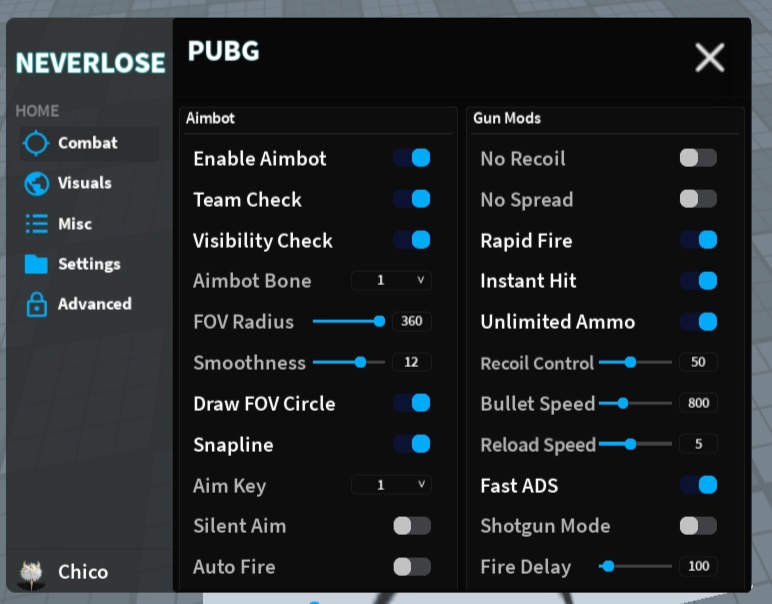 NEVERLOSE
HOME
Combat
Visuals
Misc
Settings
Advanced
Chico
PUBG
Aimbot
Enable Aimbot
Team Check
Visibility Check
Aimbot Bone 1 v
FOV Radius 360
Smoothness 12
Draw FOV Circle
Snapline
Aim Key 1 v
Silent Aim
Auto Fire
Gun Mods
No Recoil
No Spread
Rapid Fire
Instant Hit
Unlimited Ammo
Recoil Control 50
Bullet Speed 800
Reload Speed 5
Fast ADS
Shotgun Mode
Fire Delay 100